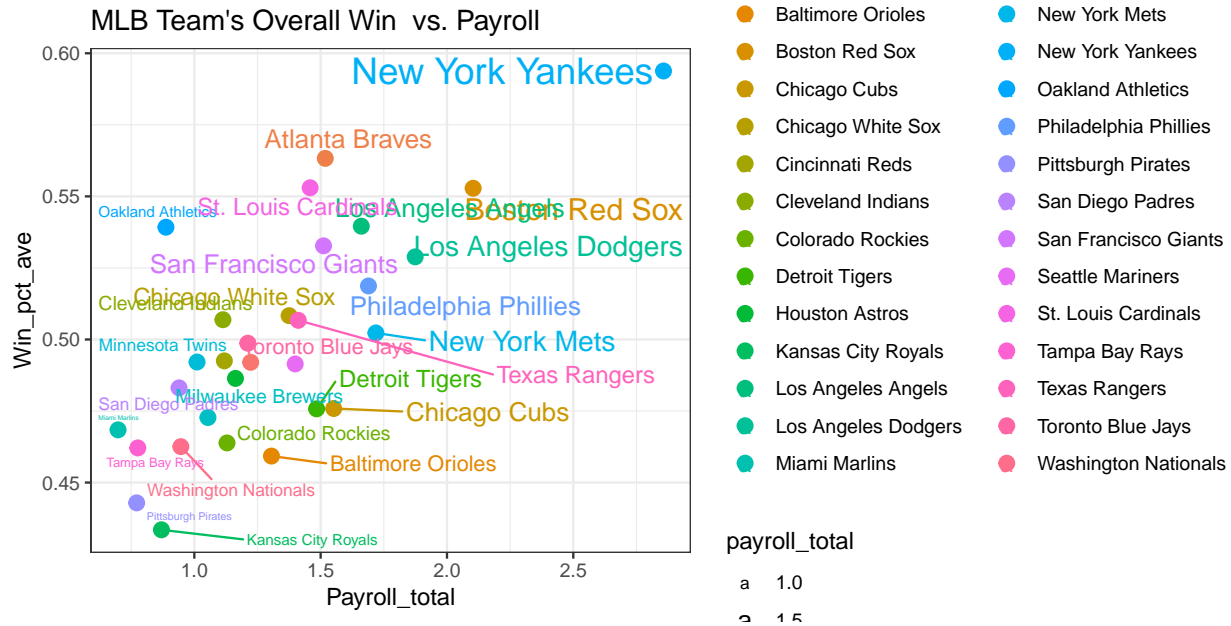 MLB Team's Overall Win vs. Payroll
0.60
0.55
0.50
0.45
Win_pct_ave
New York Yankees
Atlanta Braves
Oakland Athletics
St. Louis Cardinals
Los Angeles Angels
Boston Red Sox
Los Angeles Dodgers
San Francisco Giants
Chicago White Sox
Cleveland Indians
Philadelphia Phillies
Minnesota Twins
Toronto Blue Jays
New York Mets
Texas Rangers
Detroit Tigers
Milwaukee Brewers
San Diego Padres
Chicago Cubs
Miami Marlins
Colorado Rockies
Tampa Bay Rays
Baltimore Orioles
Washington Nationals
Pittsburgh Pirates
Kansas City Royals
1.0 1.5 2.0 2.5
Payroll_total
Baltimore Orioles
Boston Red Sox
Chicago Cubs
Chicago White Sox
Cincinnati Reds
Cleveland Indians
Colorado Rockies
Detroit Tigers
Houston Astros
Kansas City Royals
Los Angeles Angels
Los Angeles Dodgers
Miami Marlins
New York Mets
New York Yankees
Oakland Athletics
Philadelphia Phillies
Pittsburgh Pirates
San Diego Padres
San Francisco Giants
Seattle Mariners
St. Louis Cardinals
Tampa Bay Rays
Texas Rangers
Toronto Blue Jays
Washington Nationals
payroll_total
a 1.0
a 1.5